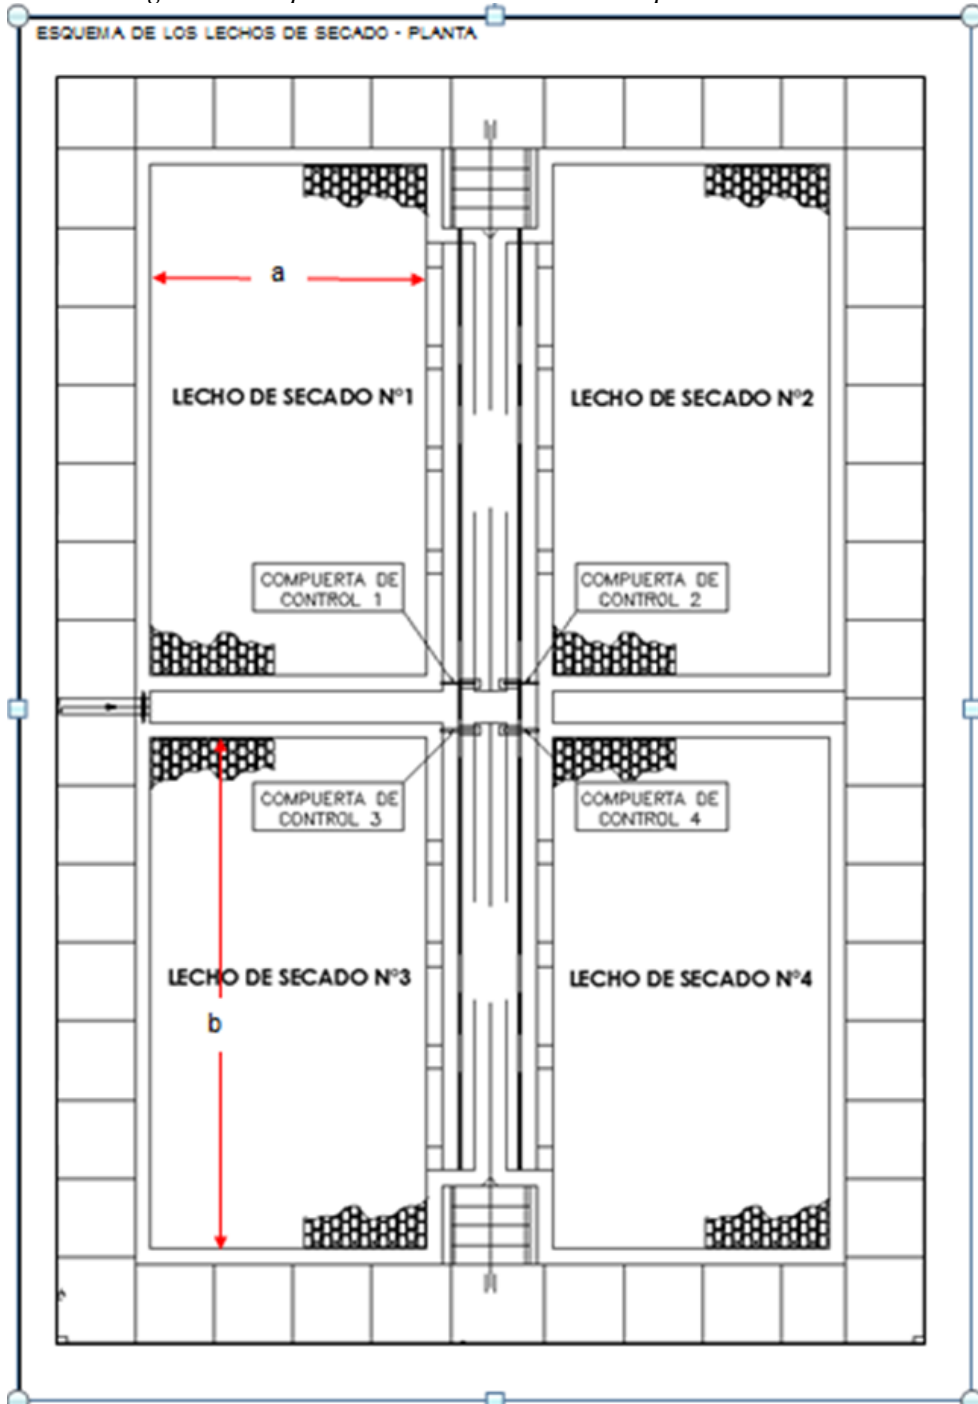 ESQUEMA DE LOS LECHOS DE SECADO - PLANTA
a
LECHO DE SECADO N°1
LECHO DE SECADO N°2
COMPUERTA DE
CONTROL 1
COMPUERTA DE
CONTROL 2
COMPUERTA DE
CONTROL 3
COMPUERTA DE
CONTROL 4
LECHO DE SECADO N°3
LECHO DE SECADO N°4
b